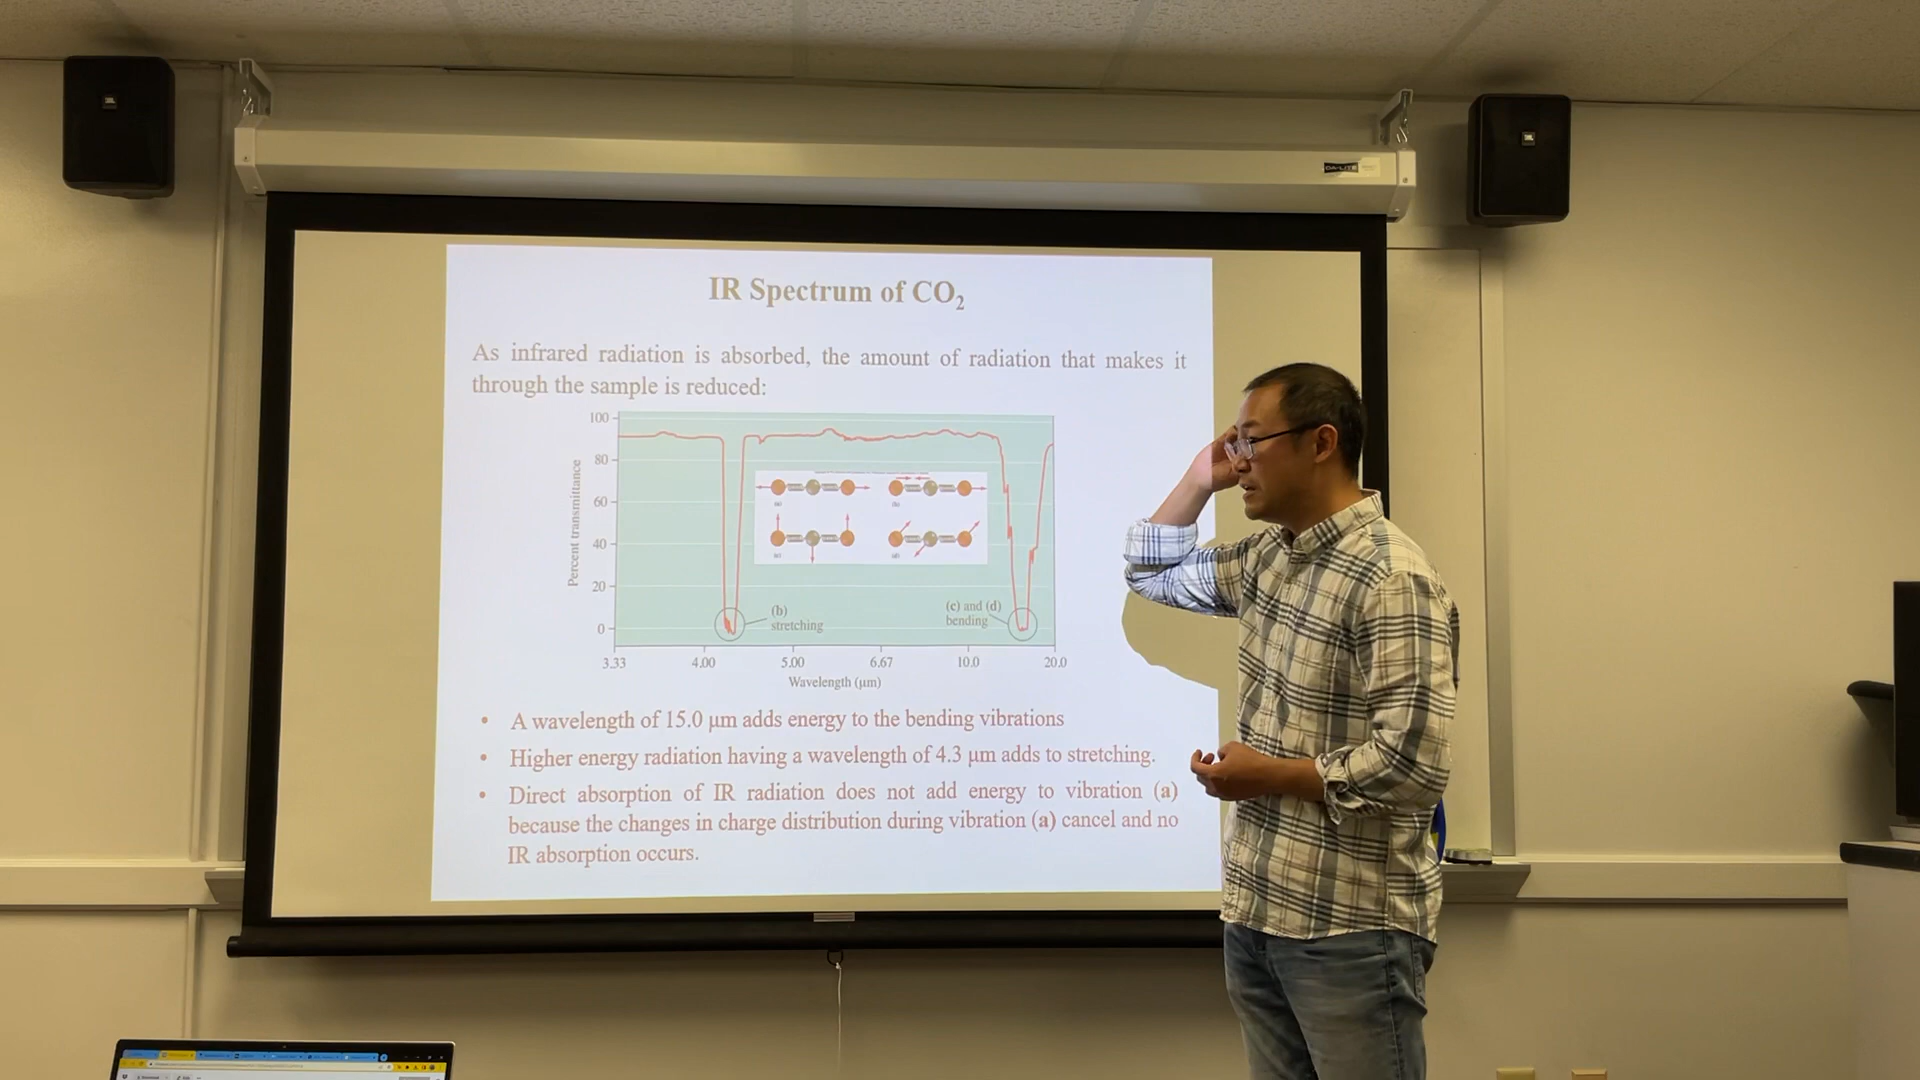 DA-LITE
JBL
JBL
IR Spectrum of CO₂
As infrared radiation is absorbed, the amount of radiation that makes it
through the sample is reduced:
100
80
60
40
20
0
Percent transmittance
(a)
(b)
(c)
(d)
(b)
stretching
(c) and (d)
bending
3.33 4.00 5.00 6.67 10.0 20.0
Wavelength (μm)
• A wavelength of 15.0 μm adds energy to the bending vibrations
• Higher energy radiation having a wavelength of 4.3 μm adds to stretching.
• Direct absorption of IR radiation does not add energy to vibration (a)
because the changes in charge distribution during vibration (a) cancel and no
IR absorption occurs.